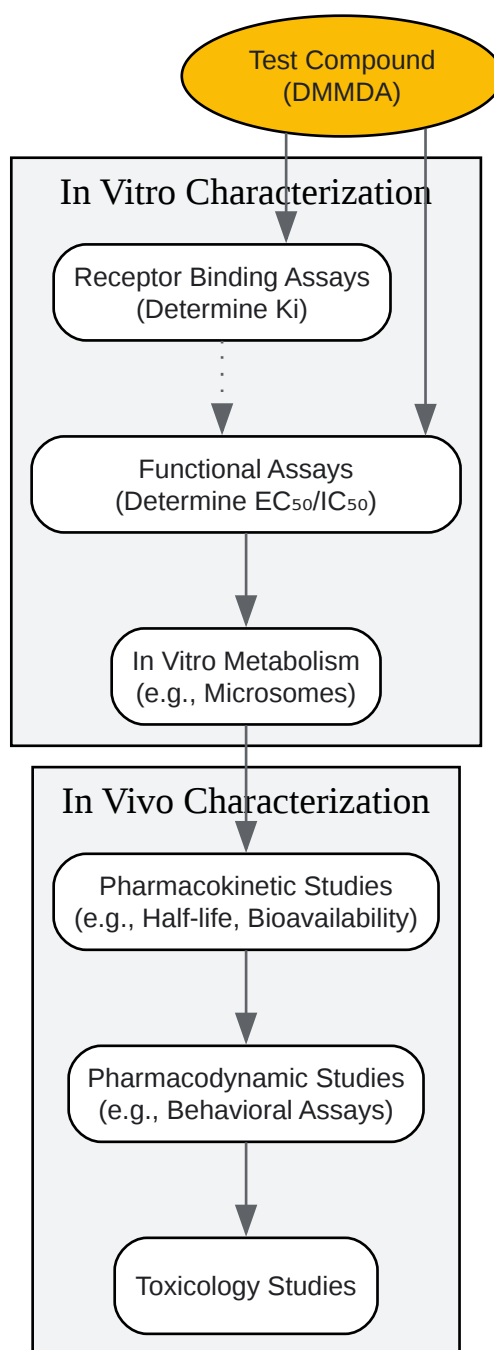 Test Compound
(DMMDA)
In Vitro Characterization
Receptor Binding Assays
(Determine Ki)
Functional Assays
(Determine EC₅₀/IC₅₀)
In Vitro Metabolism
(e.g., Microsomes)
In Vivo Characterization
Pharmacokinetic Studies
(e.g., Half-life, Bioavailability)
Pharmacodynamic Studies
(e.g., Behavioral Assays)
Toxicology Studies